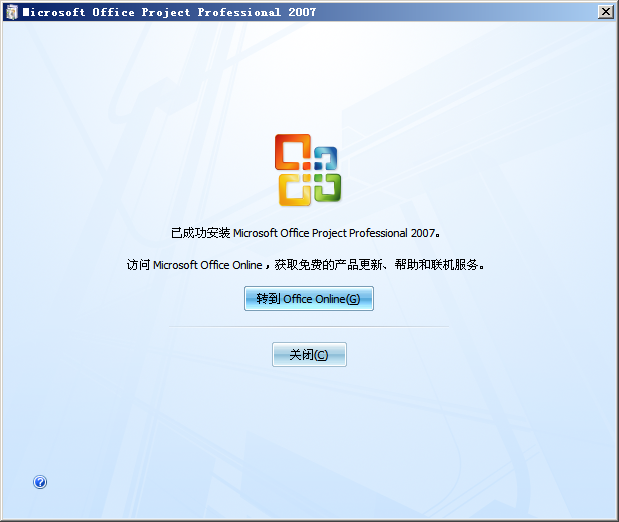 Microsoft Office Project Professional 2007
已成功安装 Microsoft Office Project Professional 2007。
访问 Microsoft Office Online，获取免费的产品更新、帮助和联机服务。
转到 Office Online(G)
关闭(C)